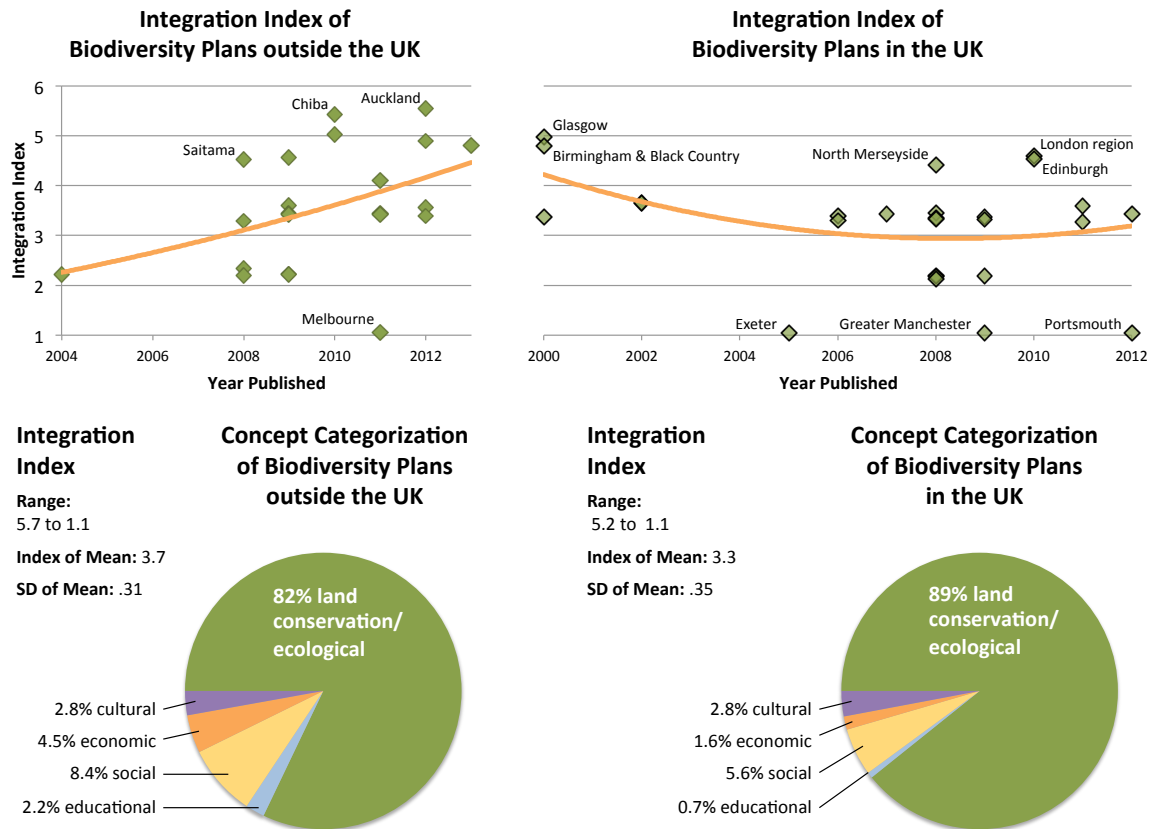 Integration Index of
Biodiversity Plans outside the UK
6
5
4
3
2
1
Integration Index
Chiba
Auckland
Saitama
Melbourne
2004
2006
2008
2010
2012
Year Published
Integration Index of
Biodiversity Plans in the UK
Glasgow
Birmingham & Black Country
North Merseyside
London region
Edinburgh
Exeter
Greater Manchester
Portsmouth
2000
2002
2004
2006
2008
2010
2012
Year Published
Integration
Index
Range:
5.7 to 1.1
Index of Mean: 3.7
SD of Mean: .31
Concept Categorization
of Biodiversity Plans
outside the UK
82% land
conservation/
ecological
2.8% cultural
4.5% economic
8.4% social
2.2% educational
Integration
Index
Range:
5.2 to 1.1
Index of Mean: 3.3
SD of Mean: .35
Concept Categorization
of Biodiversity Plans
in the UK
89% land
conservation/
ecological
2.8% cultural
1.6% economic
5.6% social
0.7% educational